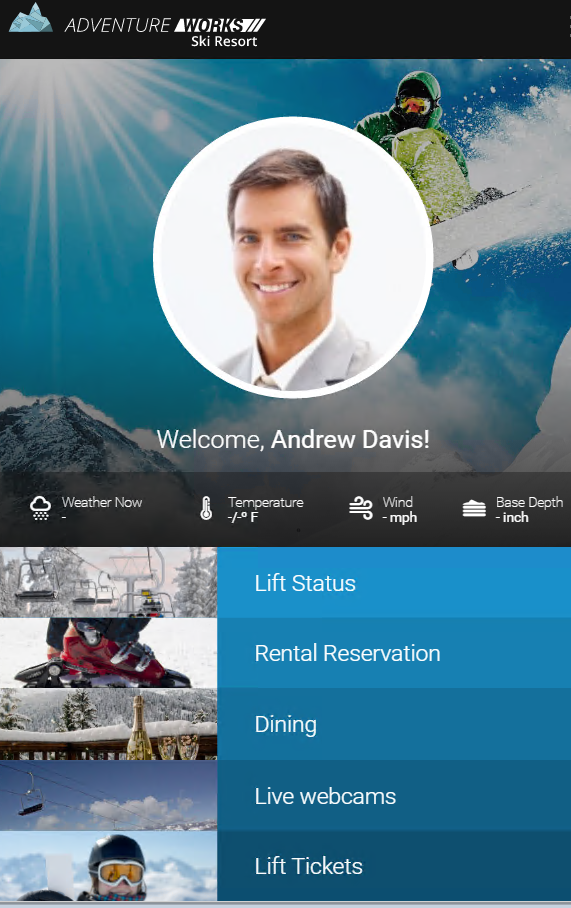 ADVENTURE WORKS
Ski Resort
Welcome, Andrew Davis!
Weather Now
-
Temperature
-/-º F
Wind
- mph
Base Depth
- inch
Lift Status
Rental Reservation
Dining
Live webcams
Lift Tickets